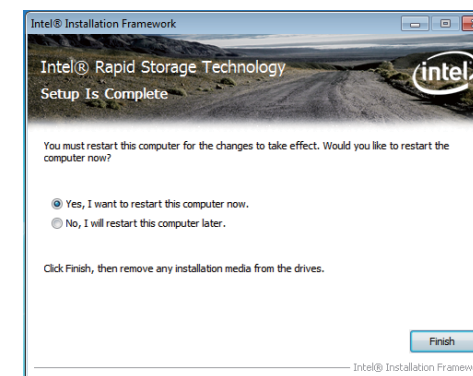 Intel® Installation Framework
Intel® Rapid Storage Technology
Setup Is Complete
intel
You must restart this computer for the changes to take effect. Would you like to restart the
computer now?
Yes, I want to restart this computer now.
No, I will restart this computer later.
Click Finish, then remove any installation media from the drives.
Finish
Intel® Installation